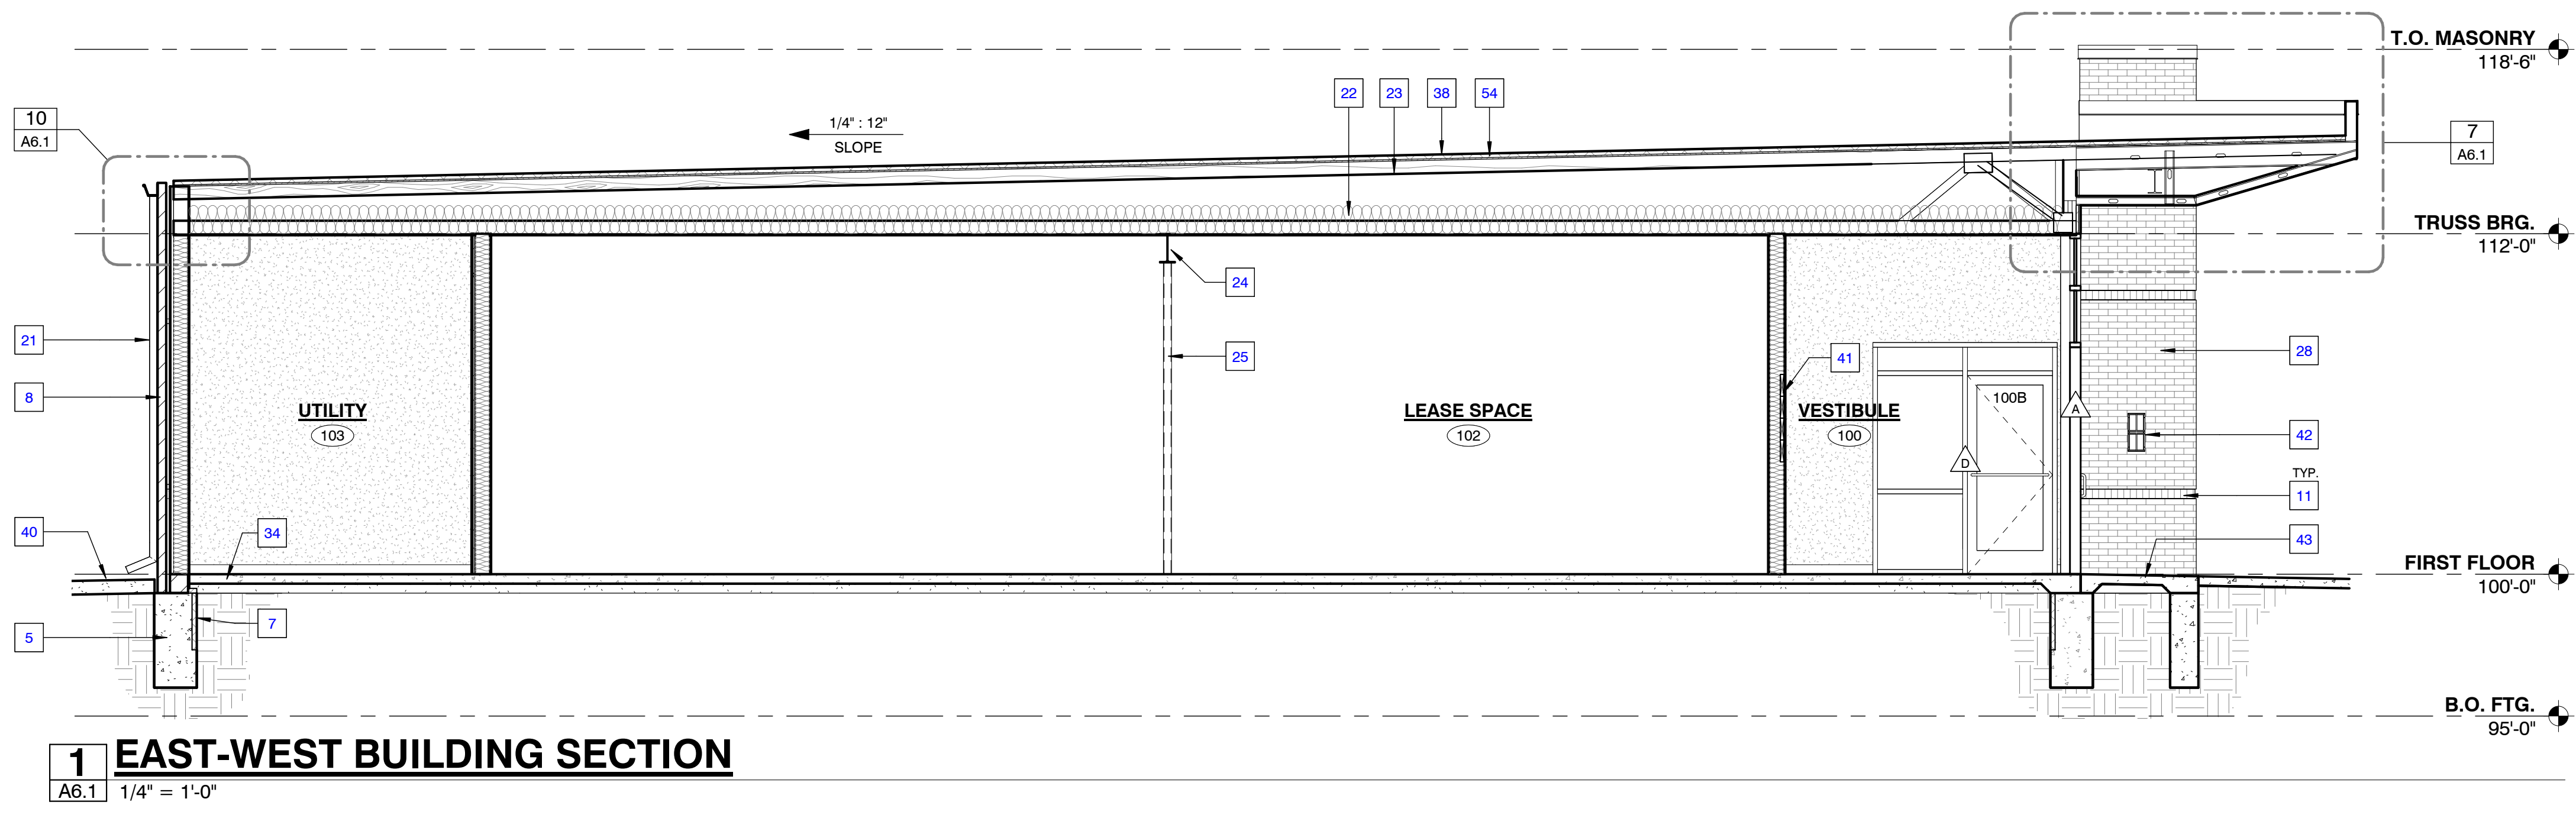 T.O. MASONRY
118'-6"
22
23
38
54
10
A6.1
1/4" : 12"
SLOPE
7
A6.1
TRUSS BRG.
112'-0"
24
21
25
41
28
8
UTILITY
103
LEASE SPACE
102
VESTIBULE
100
100B
A
D
42
TYP.
11
40
34
43
FIRST FLOOR
100'-0"
5
7
B.O. FTG.
95'-0"
1
A6.1
EAST-WEST BUILDING SECTION
1/4" = 1'-0"